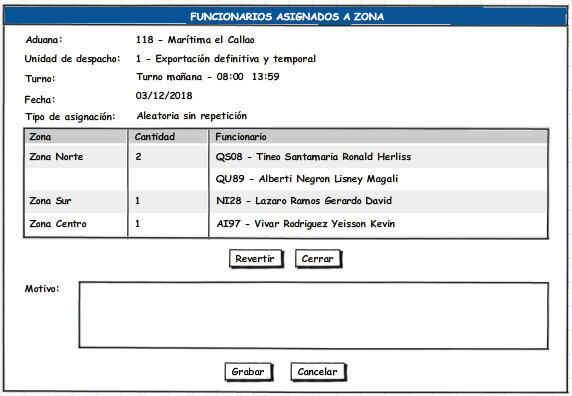 FUNCIONARIOS ASIGNADOS A ZONA
Aduana: 118 - Marítima el Callao
Unidad de despacho: 1 - Exportación definitiva y temporal
Turno: Turno mañana - 08:00 13:59
Fecha: 03/12/2018
Tipo de asignación: Aleatoria sin repetición
Zona Cantidad Funcionario
Zona Norte 2 QS08 - Tineo Santamaria Ronald Herliss
QU89 - Alberti Negron Lisney Magali
Zona Sur 1 NI28 - Lazaro Ramos Gerardo David
Zona Centro 1 AI97 - Vivar Rodriguez Yeisson Kevin
Revertir Cerrar
Motivo:
Grabar Cancelar